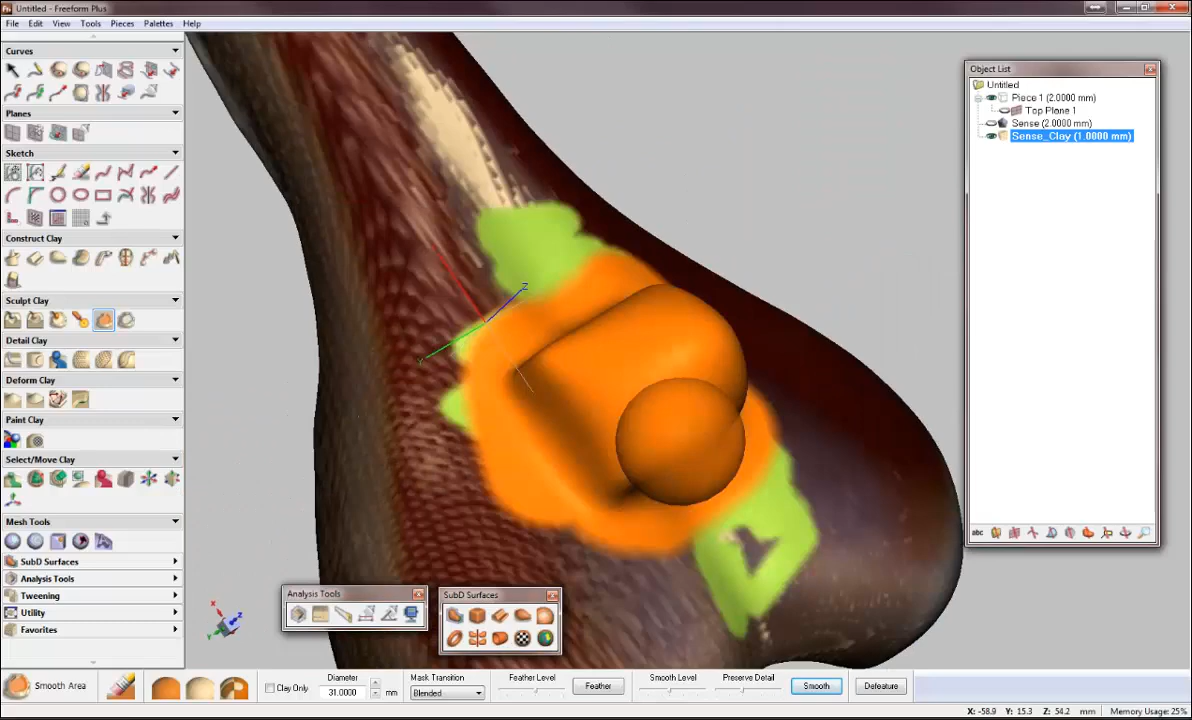 Untitled - Freeform Plus
File Edit View Tools Pieces Palettes Help
Curves
Planes
Sketch
Construct Clay
Sculpt Clay
Detail Clay
Deform Clay
Paint Clay
Select/Move Clay
Mesh Tools
SubD Surfaces
Analysis Tools
Tweening
Utility
Favorites
Object List
Untitled
Piece 1 (2.0000 mm)
Top Plane 1
Sense (2.0000 mm)
Sense_Clay (1.0000 mm)
abc
Z
Y
Analysis Tools
SubD Surfaces
X
Z
Y
Smooth Area
Clay Only
Diameter
31.0000 mm
Mask Transition
Blended
Feather Level
Feather
Smooth Level
Preserve Detail
Smooth
Defeature
X: -58.9 Y: 15.3 Z: 54.2 mm Memory Usage: 25%